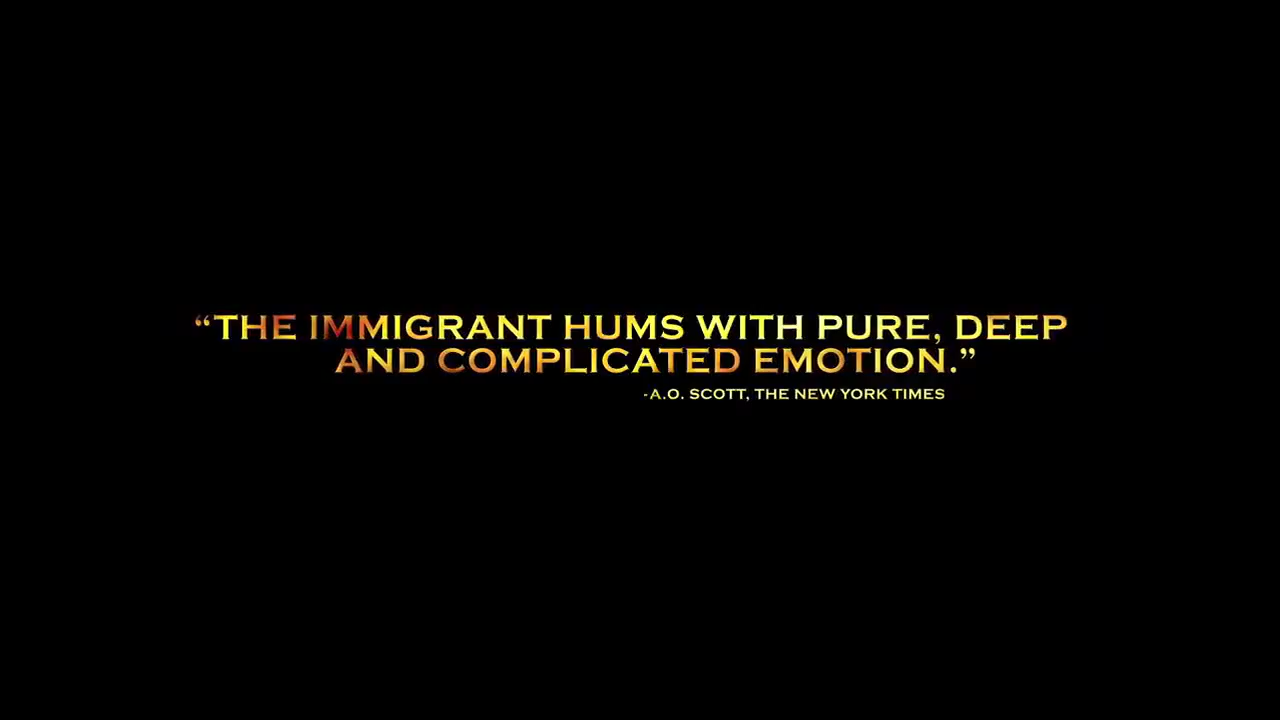 “THE IMMIGRANT HUMS WITH PURE, DEEP
AND COMPLICATED EMOTION.”
-A.O. SCOTT, THE NEW YORK TIMES